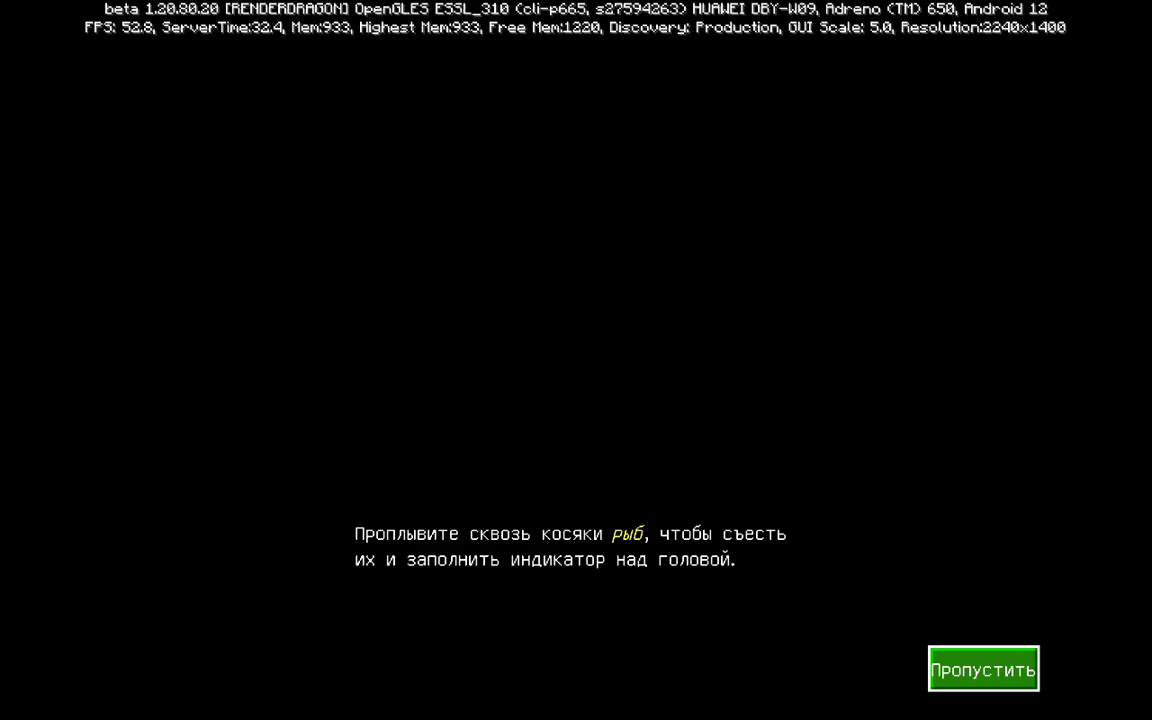 beta 1.20.80.20 [RENDERDRAGON] OpenGLES ESSL_310 (cli-p665, s27594263) HUAWEI DBY-W09, Adreno (TM) 650, Android 12
FPS: 52.8, ServerTime:32.4, Mem:933, Highest Mem:933, Free Mem:1220, Discovery: Production, GUI Scale: 5.0, Resolution:2240x1400
Проплывите сквозь косяки рыб, чтобы съесть
их и заполнить индикатор над головой.
Пропустить